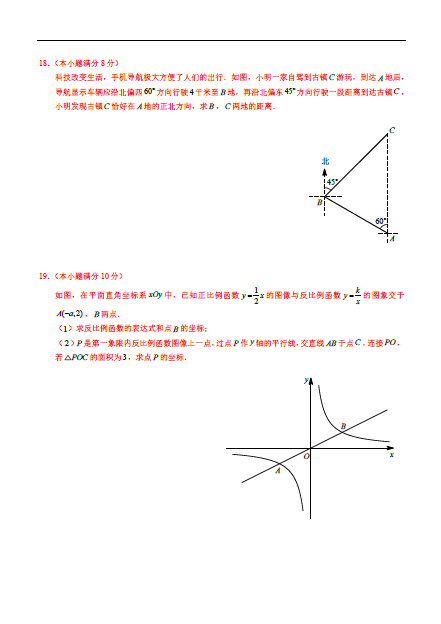 18.（本小题满分8分）
科技改变生活，手机导航极大方便了人们的出行．如图，小明一家自驾到古镇C游玩．到达A地后，
导航显示车辆应沿北偏西60°方向行驶4千米至B地，再沿北偏东45°方向行驶一段距离到达古镇C．
小明发现古镇C恰好在A地的正北方向，求B，C两地的距离．
C
北
45°
B
60°
A
19.（本小题满分10分）
如图，在平面直角坐标系xOy中，已知正比例函数y=1/2x的图像与反比例函数y=k/x的图象交于
A(-a,2)，B两点．
（1）求反比例函数的表达式和点B的坐标；
（2）P是第一象限内反比例函数图像上一点，过点P作y轴的平行线，交直线AB于点C，连接PO，
若△POC的面积为3，求点P的坐标．
y
B
O
x
A